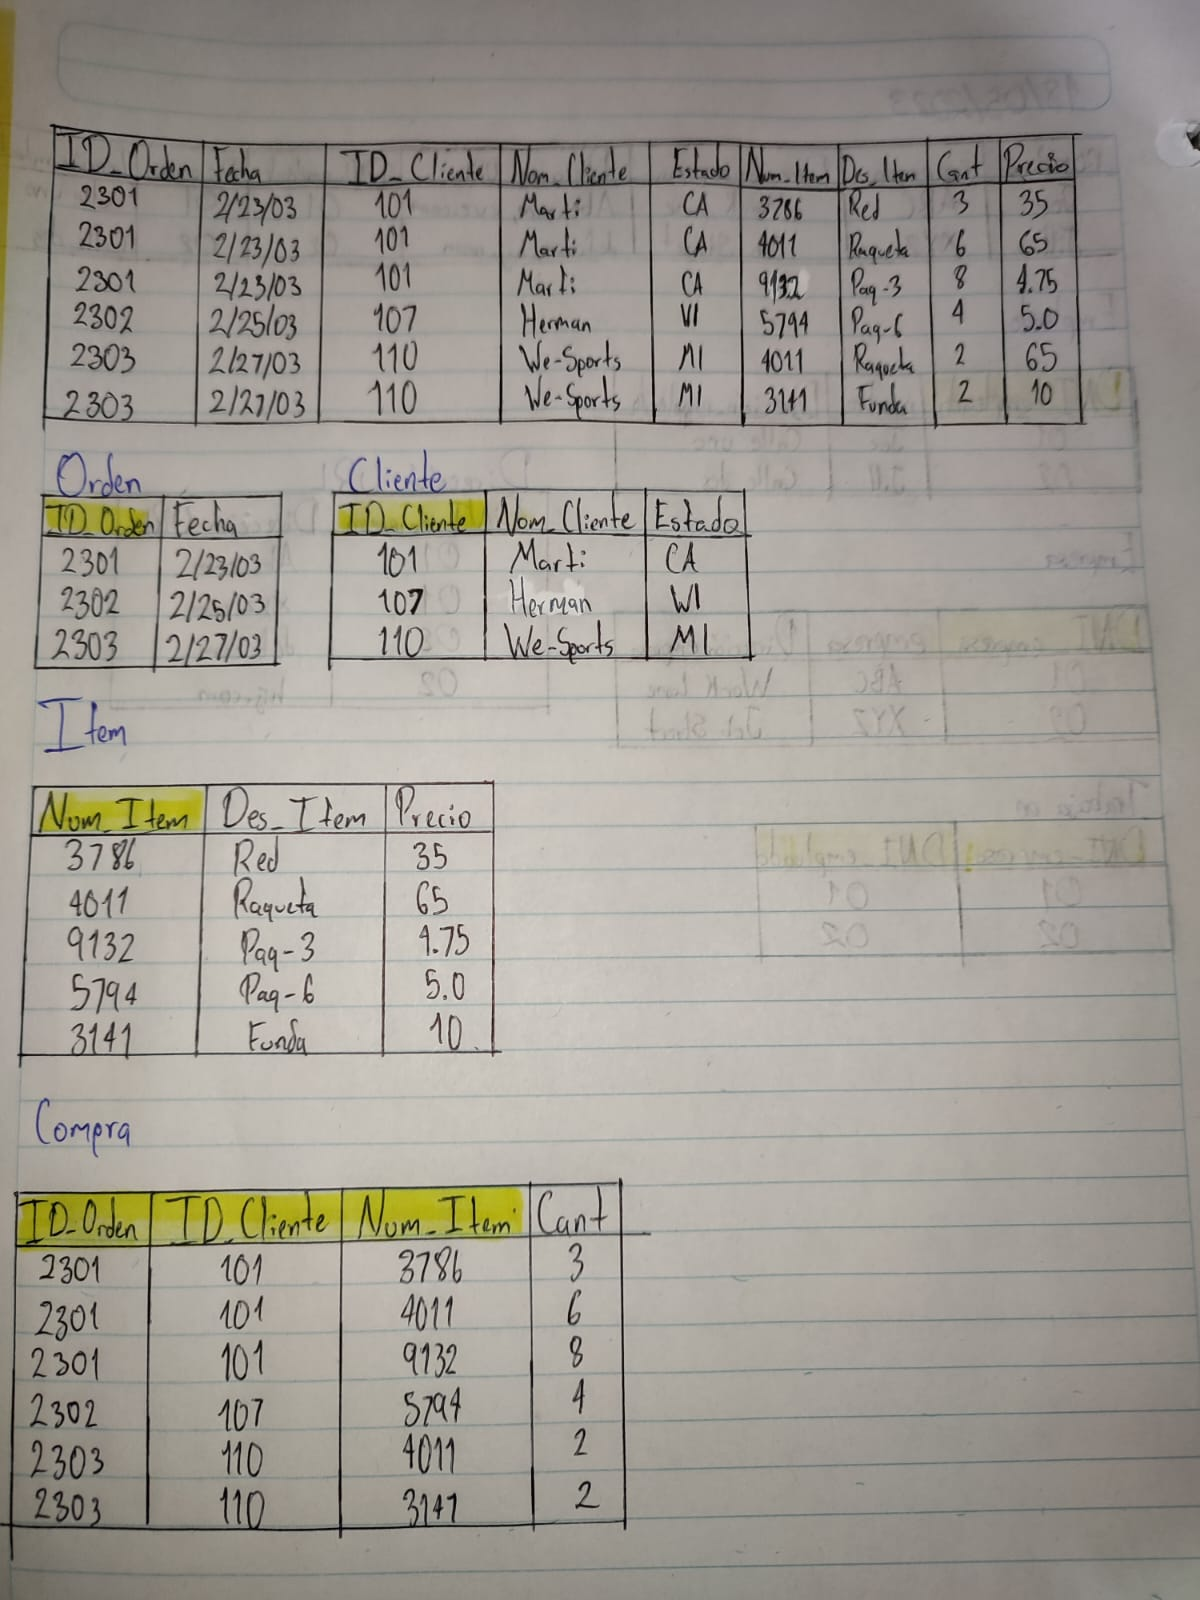 ID_Orden Fecha ID_Cliente Nom_Cliente Estado Num_Item Des_Item Cant Precio
2301 2/23/03 101 Marti CA 3786 Red 3 35
2301 2/23/03 101 Marti CA 4011 Raqueta 6 65
2301 2/23/03 101 Marti CA 9132 Paq-3 8 4.75
2302 2/25/03 107 Herman WI 5794 Paq-6 4 5.0
2303 2/27/03 110 We-Sports MI 4011 Raqueta 2 65
2303 2/27/03 110 We-Sports MI 3141 Funda 2 10
Orden
ID_Orden Fecha
2301 2/23/03
2302 2/25/03
2303 2/27/03
Cliente
ID_Cliente Nom_Cliente Estado
101 Marti CA
107 Herman WI
110 We-Sports MI
Item
Num_Item Des_Item Precio
3786 Red 35
4011 Raqueta 65
9132 Paq-3 4.75
5794 Paq-6 5.0
3141 Funda 10
Compra
ID_Orden ID_Cliente Num_Item Cant
2301 101 3786 3
2301 101 4011 6
2301 101 9132 8
2302 107 5794 4
2303 110 4011 2
2303 110 3141 2